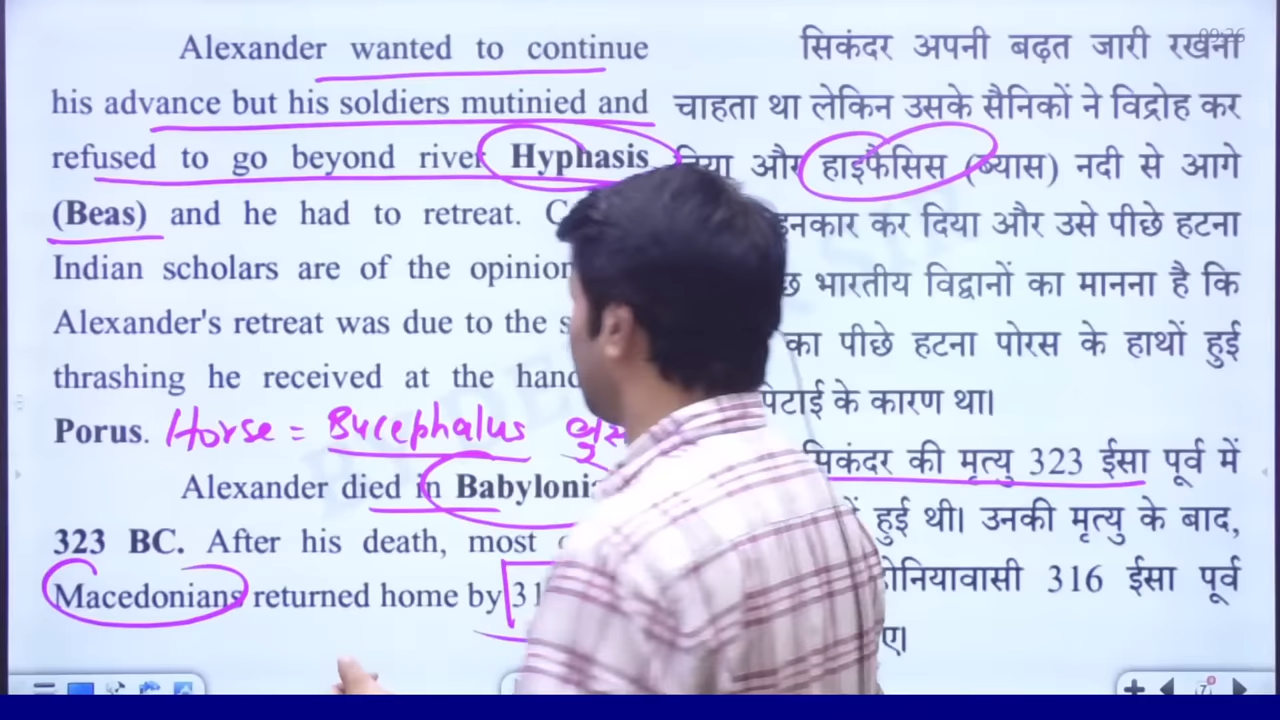 Alexander wanted to continue
his advance but his soldiers mutinied and
refused to go beyond river Hyphasis
(Beas) and he had to retreat.
Indian scholars are of the opinion
Alexander's retreat was due to the
thrashing he received at the
Porus. Horse = Bucephalus
Alexander died in
323 BC. After his death, most
Macedonians returned home by
सिकंदर अपनी बढ़त जारी रखना
चाहता था लेकिन उसके सैनिकों ने विद्रोह कर
और हाइफैसिस (ब्यास) नदी से आगे
इनकार कर दिया और उसे पीछे हटना
भारतीय विद्वानों का मानना है कि
का पीछे हटना पोरस के हाथों हुई
पिटाई के कारण था।
सिकंदर की मृत्यु 323 ईसा पूर्व में
हुई थी। उनकी मृत्यु के बाद,
316 ईसा पूर्व